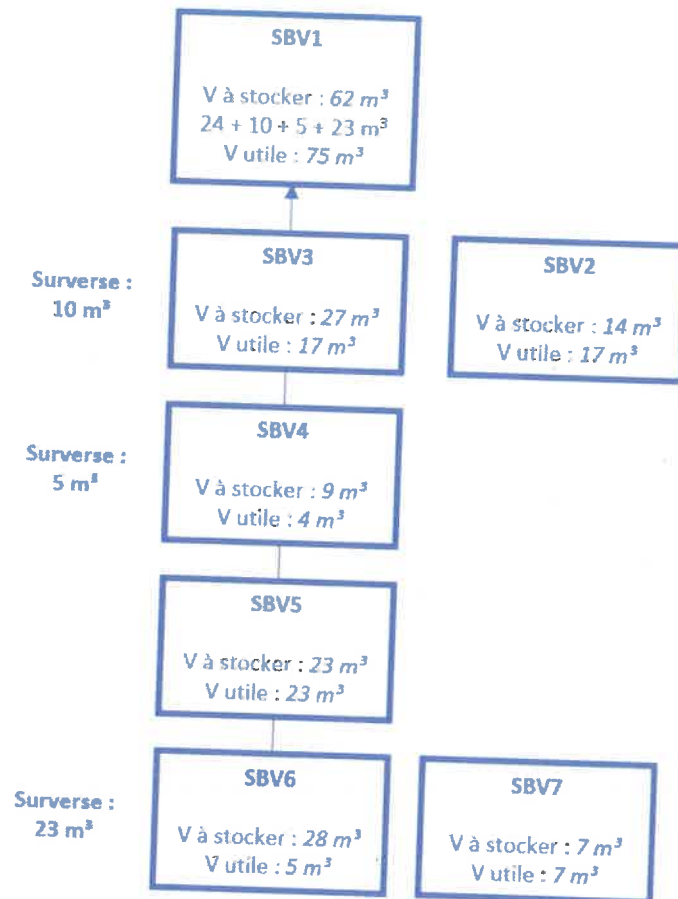 SBV1
V à stocker : 62 m³
24 + 10 + 5 + 23 m³
V utile : 75 m³
Surverse :
10 m³
SBV3
V à stocker : 27 m³
V utile : 17 m³
SBV2
V à stocker : 14 m³
V utile : 17 m³
Surverse :
5 m³
SBV4
V à stocker : 9 m³
V utile : 4 m³
SBV5
V à stocker : 23 m³
V utile : 23 m³
Surverse :
23 m³
SBV6
V à stocker : 28 m³
V utile : 5 m³
SBV7
V à stocker : 7 m³
V utile : 7 m³